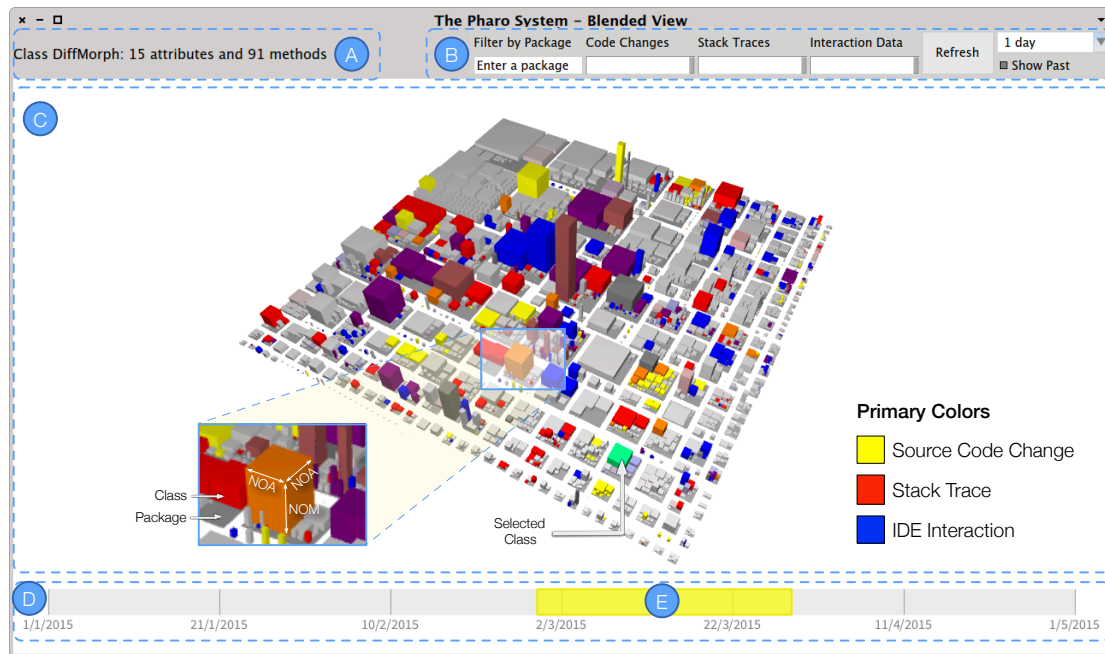 The Pharo System – Blended View
Class DiffMorph: 15 attributes and 91 methods
A
B
Filter by Package
Code Changes
Stack Traces
Interaction Data
Enter a package
Refresh
1 day
Show Past
C
Primary Colors
Source Code Change
Stack Trace
IDE Interaction
NOA
NOA
NOM
Class
Package
Selected
Class
D
E
1/1/2015
21/1/2015
10/2/2015
2/3/2015
22/3/2015
11/4/2015
1/5/2015